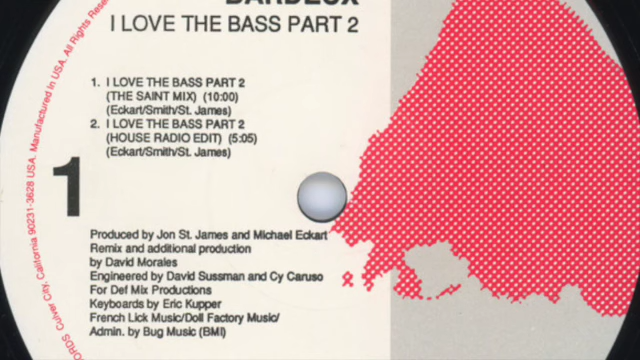 BARDEUX
I LOVE THE BASS PART 2
1. I LOVE THE BASS PART 2
(THE SAINT MIX) (10:00)
(Eckart/Smith/St. James)
2. I LOVE THE BASS PART 2
(HOUSE RADIO EDIT) (5:05)
(Eckart/Smith/St. James)
1
Produced by Jon St. James and Michael Eckart
Remix and additional production
by David Morales
Engineered by David Sussman and Cy Caruso
For Def Mix Productions
Keyboards by Eric Kupper
French Lick Music/Doll Factory Music/
Admin. by Bug Music (BMI)
ORDS Culver City, California 90231-3628 USA. Manufactured in USA. All Rights Rese